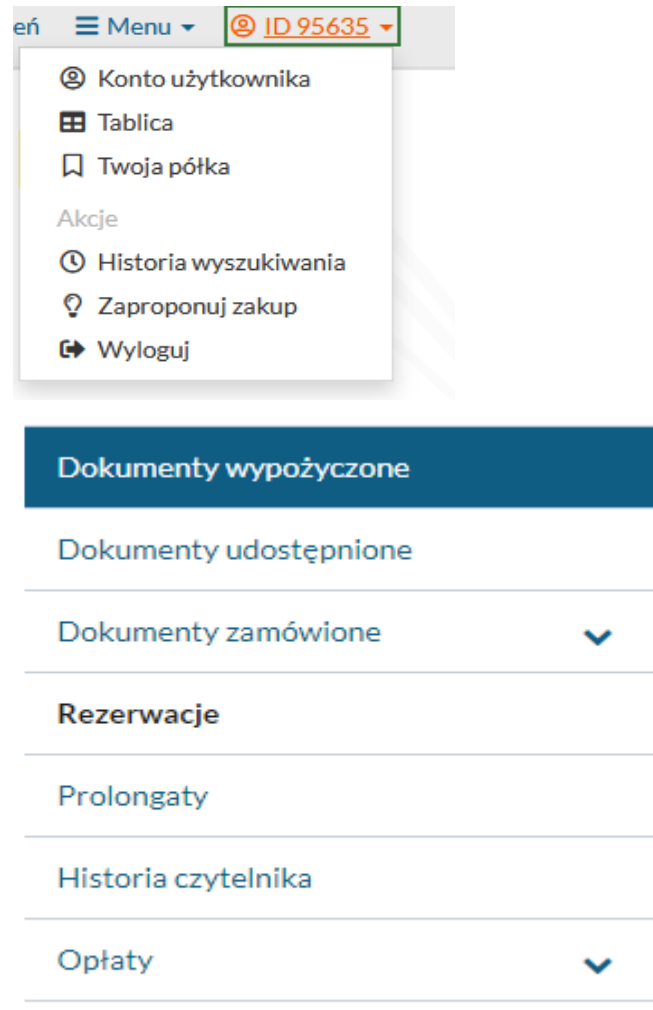 eń Menu ID 95635
Konto użytkownika
Tablica
Twoja półka
Akcje
Historia wyszukiwania
Zaproponuj zakup
Wyloguj
Dokumenty wypożyczone
Dokumenty udostępnione
Dokumenty zamówione
Rezerwacje
Prolongaty
Historia czytelnika
Opłaty